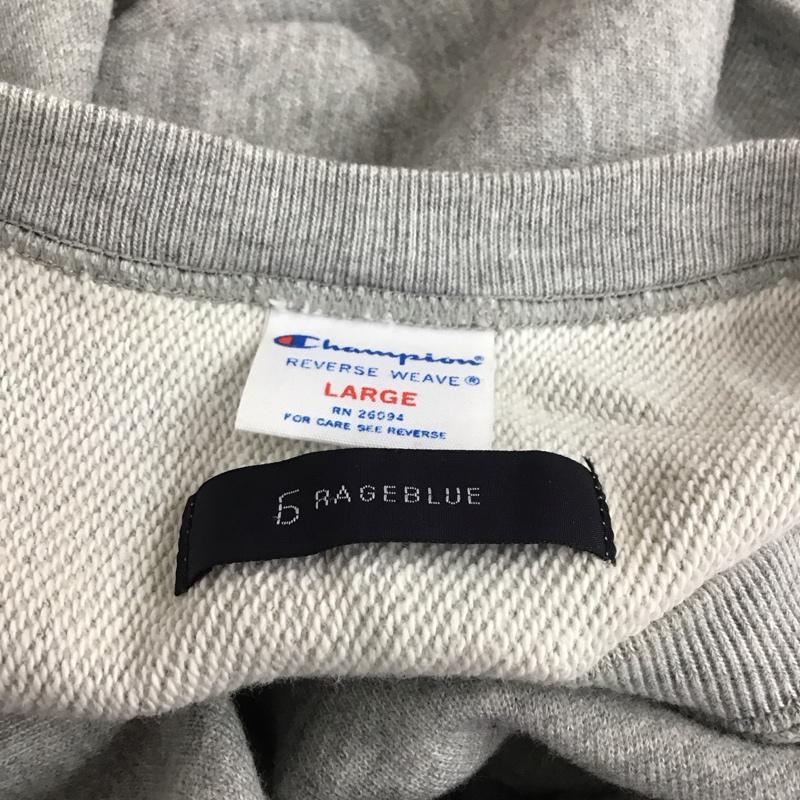 Champion®
REVERSE WEAVE®
LARGE
RN 26094
FOR CARE SEE REVERSE
RAGEBLUE